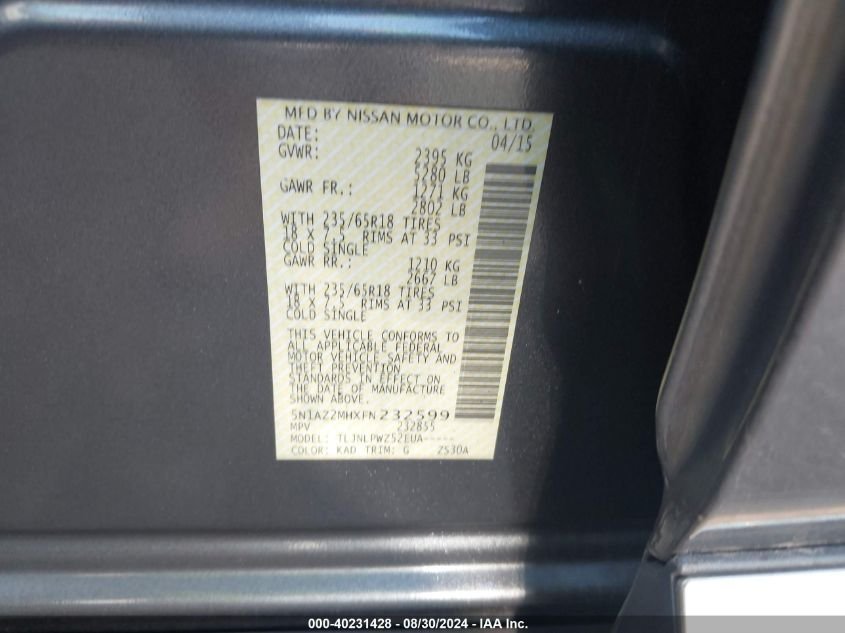 MFD BY NISSAN MOTOR CO., LTD.
DATE: 04/15
GVWR: 2395 KG
5280 LB
GAWR FR.: 1271 KG
2802 LB
WITH 235/65R18 TIRES
18 X 7.5 RIMS AT 33 PSI
COLD SINGLE
GAWR RR.: 1210 KG
2667 LB
WITH 235/65R18 TIRES
18 X 7.5 RIMS AT 33 PSI
COLD SINGLE
THIS VEHICLE CONFORMS TO
ALL APPLICABLE FEDERAL
MOTOR VEHICLE SAFETY AND
THEFT PREVENTION
STANDARDS IN EFFECT ON
THE DATE OF MANUFACTURE
SHOWN ABOVE.
5N1AZ2MHXFN232599
MPV 232855
MODEL: TLJNLPWZ52EUA-----
COLOR: KAD TRIM: G Z530A
000-40231428 - 08/30/2024 - IAA Inc.